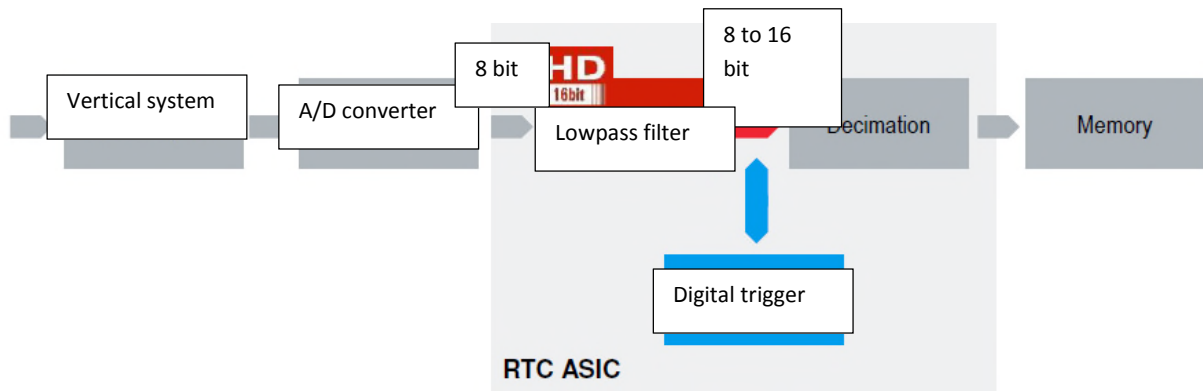 8 to 16
bit
8 bit
HD
16bit
Vertical system
A/D converter
Lowpass filter
Decimation
Memory
Digital trigger
RTC ASIC